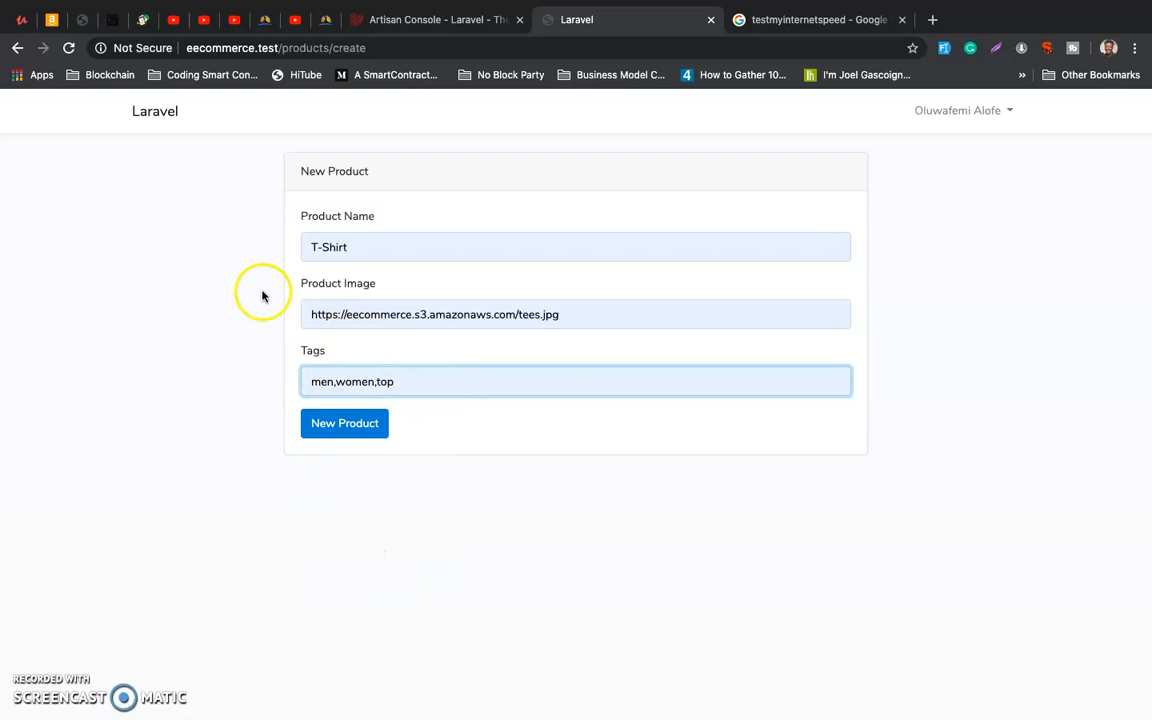 Artisan Console - Laravel - Th
Laravel
testmyinternetspeed - Google
Not Secure
eecommerce.test/products/create
Apps
Blockchain
Coding Smart Con...
HiTube
A SmartContract...
No Block Party
Business Model C...
How to Gather 10...
I'm Joel Gascoign...
»
Other Bookmarks
Laravel
Oluwafemi Alofe
New Product
Product Name
T-Shirt
Product Image
https://eecommerce.s3.amazonaws.com/tees.jpg
Tags
men,women,top
New Product
RECORDED WITH
SCREENCAST MATIC